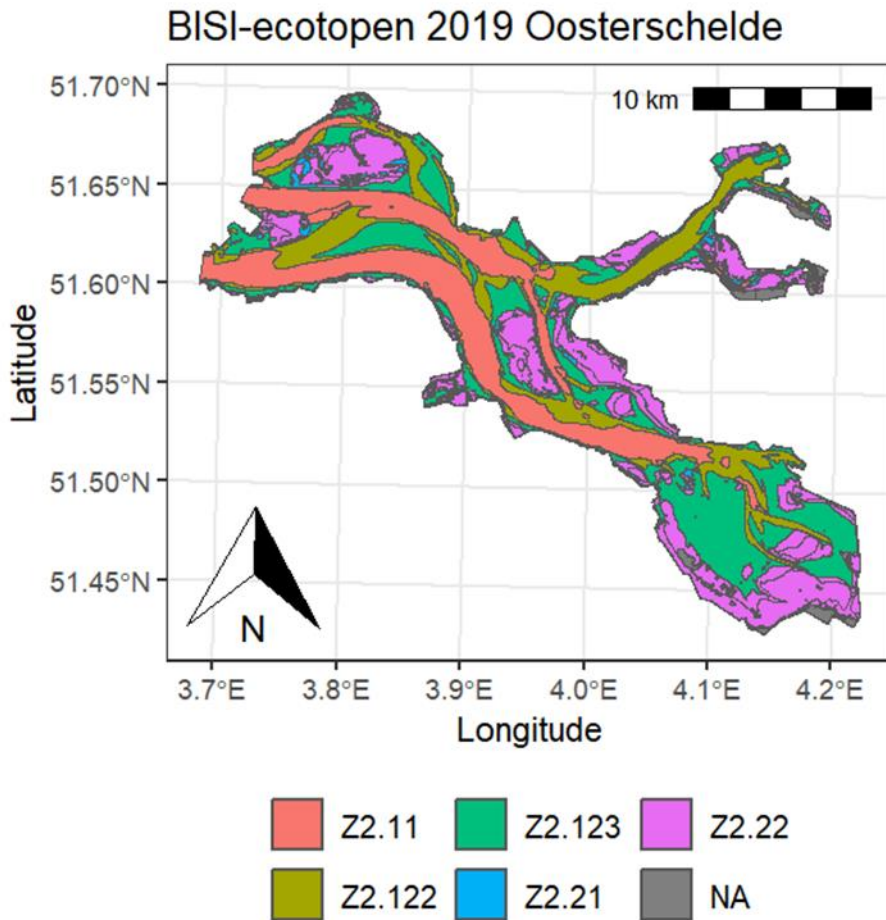 BISI-ecotopen 2019 Oosterschelde
51.70°N
51.65°N
51.60°N
51.55°N
51.50°N
51.45°N
10 km
N
Latitude
3.7°E 3.8°E 3.9°E 4.0°E 4.1°E 4.2°E
Longitude
Z2.11 Z2.123 Z2.22
Z2.122 Z2.21 NA